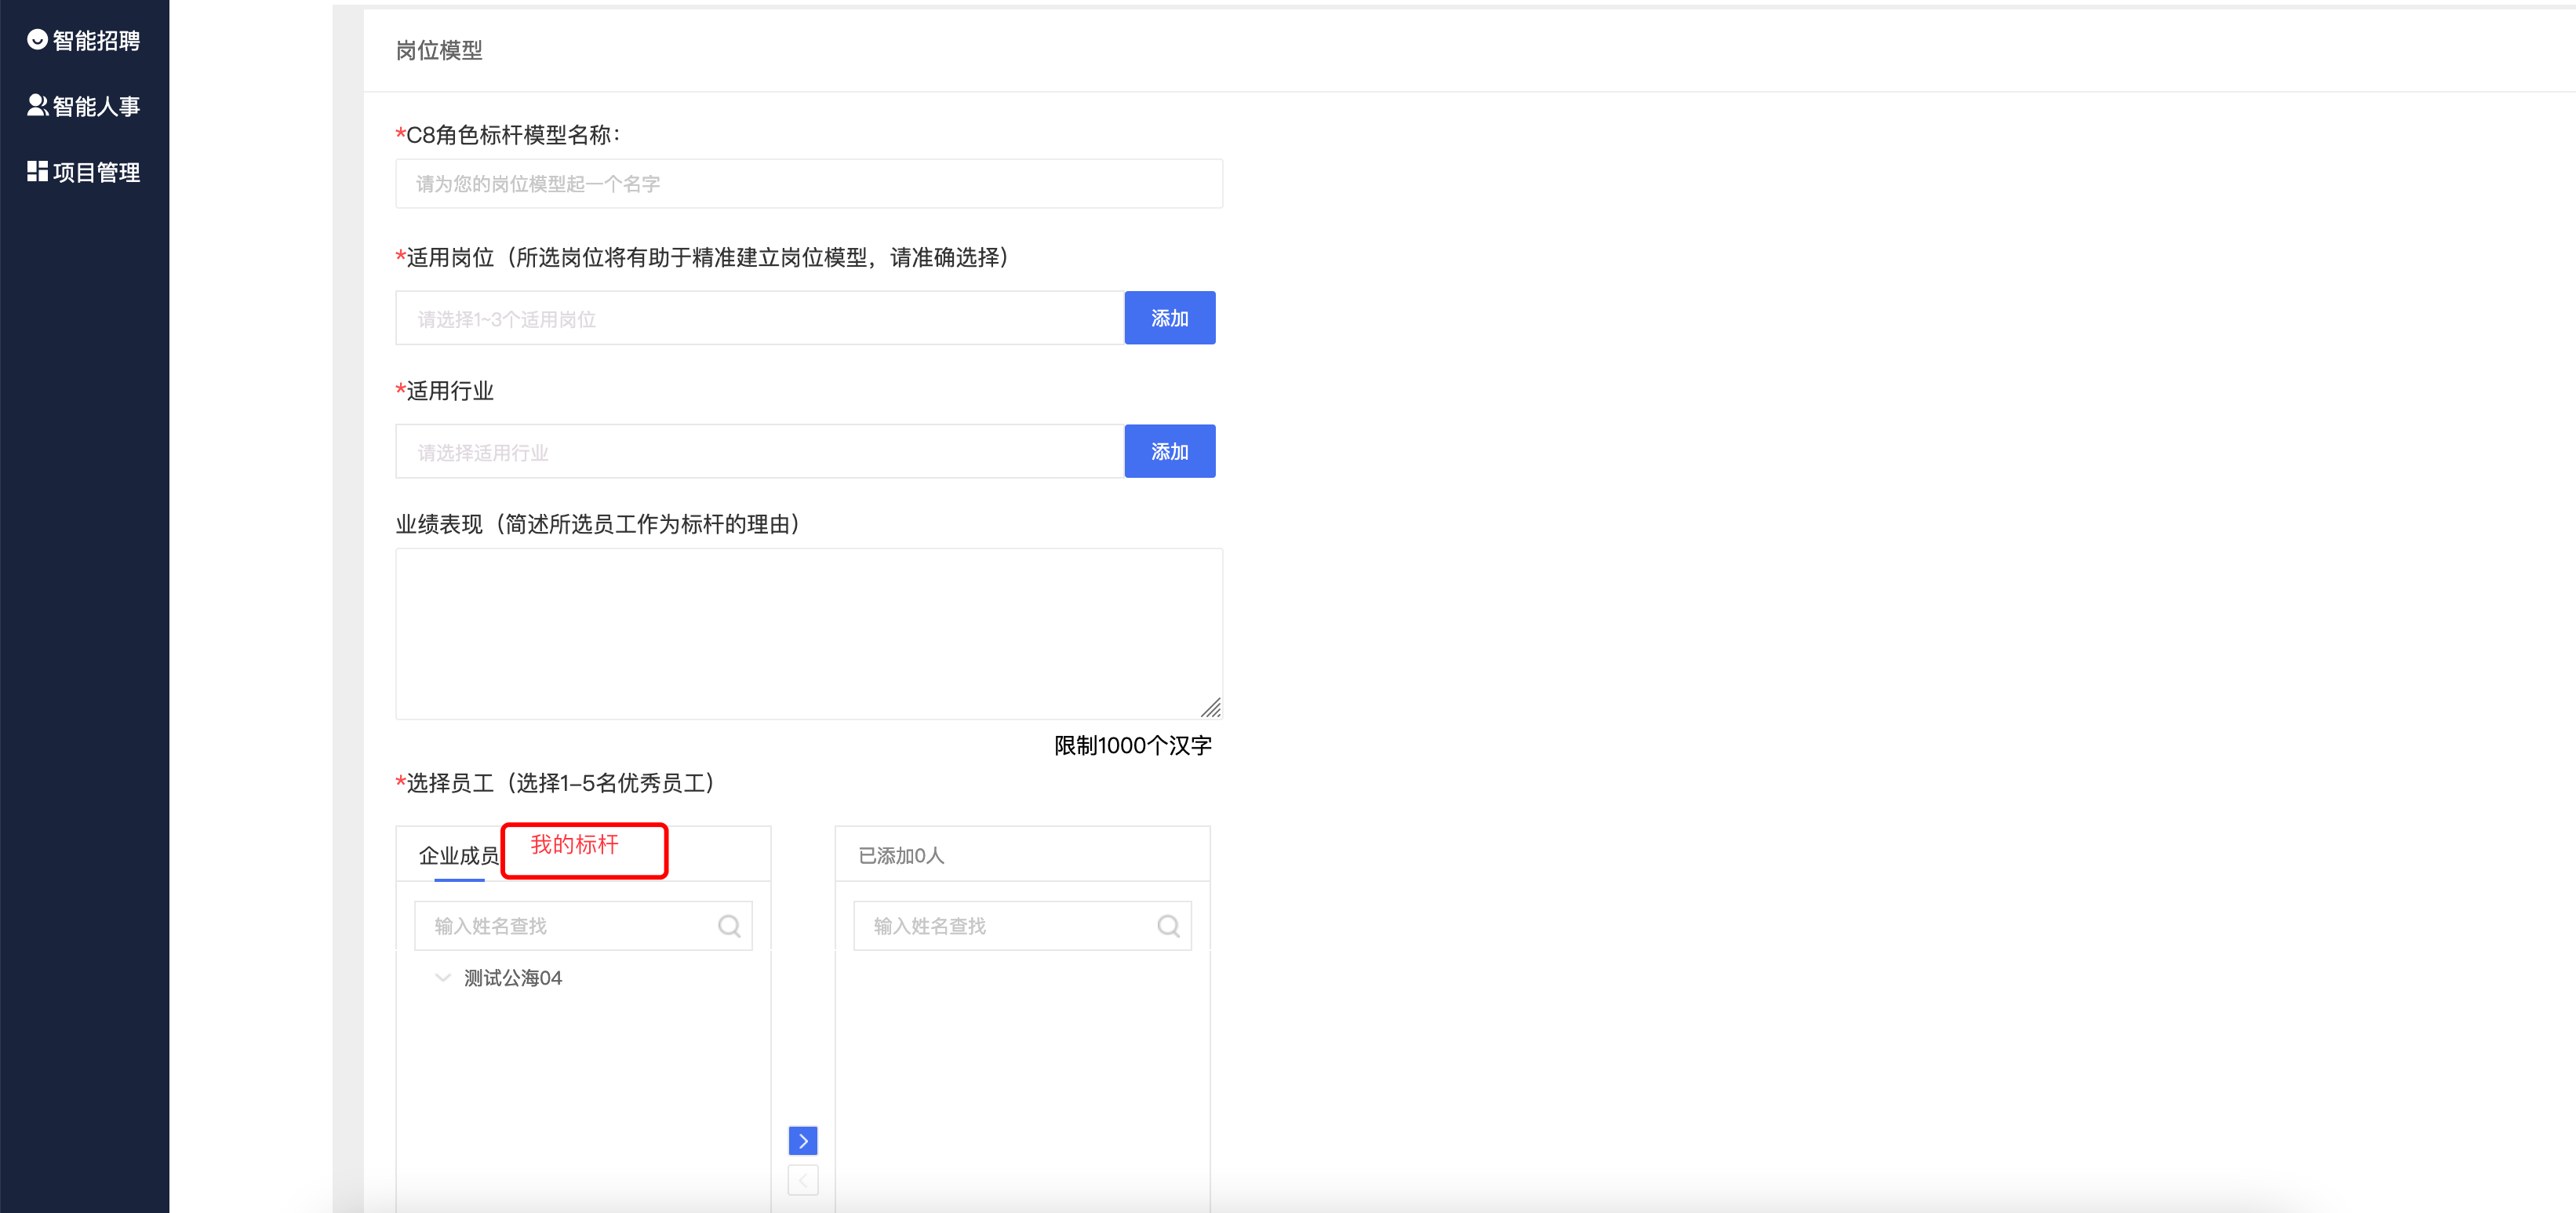 智能招聘
智能人事
项目管理
岗位模型
*C8角色标杆模型名称：
请为您的岗位模型起一个名字
*适用岗位（所选岗位将有助于精准建立岗位模型，请准确选择）
请选择1~3个适用岗位
添加
*适用行业
请选择适用行业
添加
业绩表现（简述所选员工作为标杆的理由）
限制1000个汉字
*选择员工（选择1-5名优秀员工）
企业成员
我的标杆
已添加0人
输入姓名查找
输入姓名查找
测试公海04